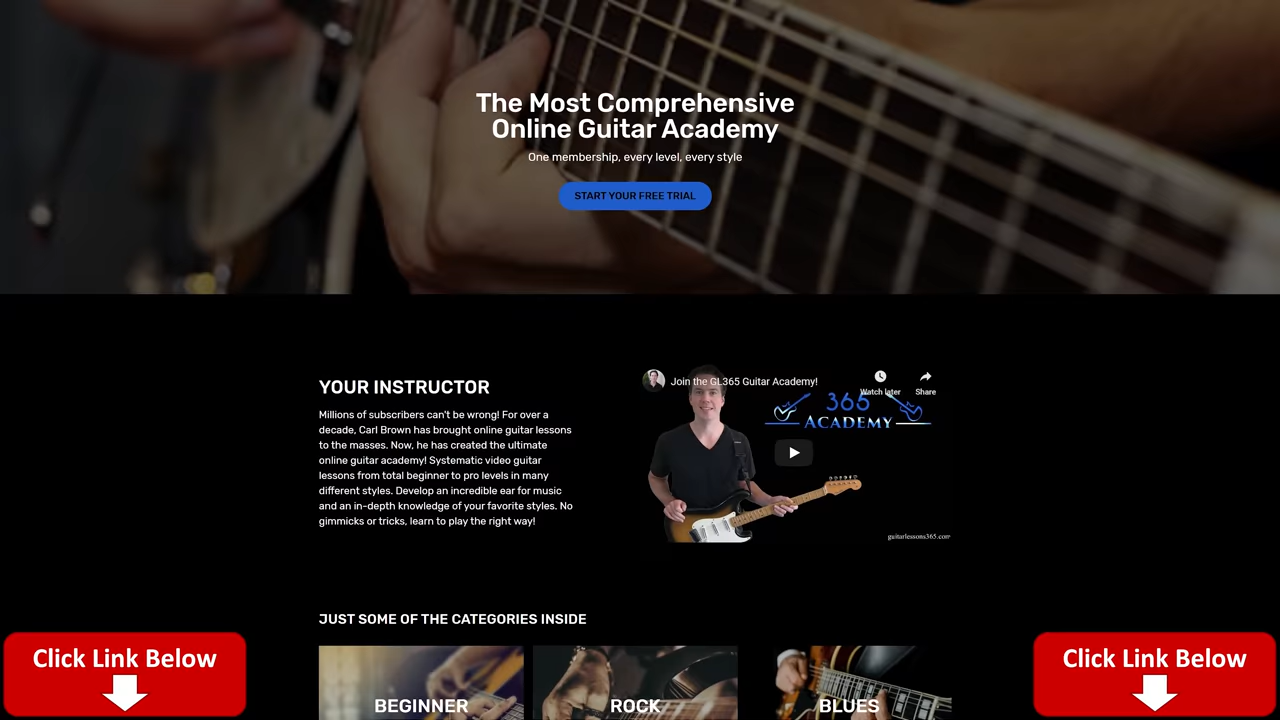 The Most Comprehensive
Online Guitar Academy
One membership, every level, every style
START YOUR FREE TRIAL
YOUR INSTRUCTOR
Millions of subscribers can't be wrong! For over a
decade, Carl Brown has brought online guitar lessons
to the masses. Now, he has created the ultimate
online guitar academy! Systematic video guitar
lessons from total beginner to pro levels in many
different styles. Develop an incredible ear for music
and an in-depth knowledge of your favorite styles. No
gimmicks or tricks, learn to play the right way!
Join the GL365 Guitar Academy!
Watch later
Share
365
ACADEMY
guitarlessons365.com
JUST SOME OF THE CATEGORIES INSIDE
BEGINNER
ROCK
BLUES
Click Link Below
Click Link Below